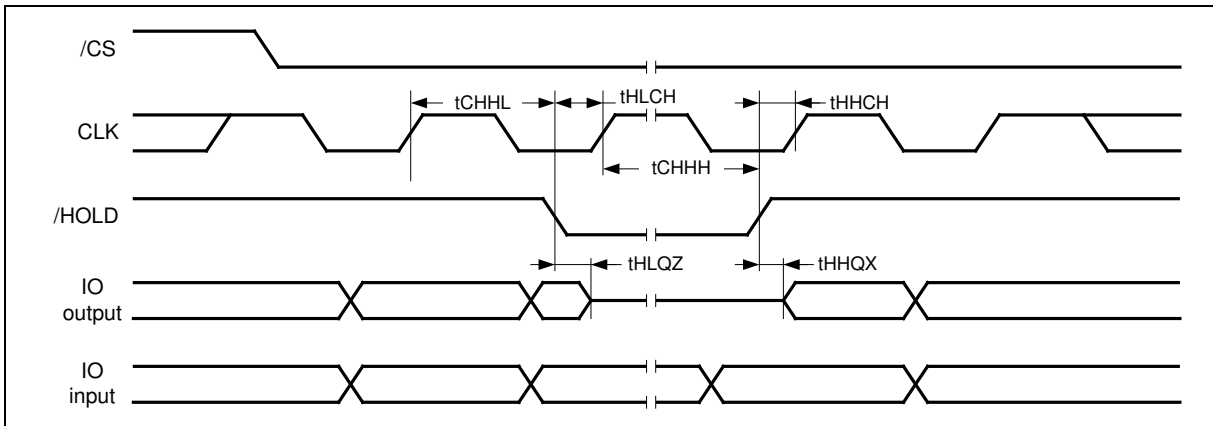 /CS
tCHHL
tHLCH
tHHCH
CLK
tCHHH
/HOLD
tHLQZ
tHHQX
IO
output
IO
input